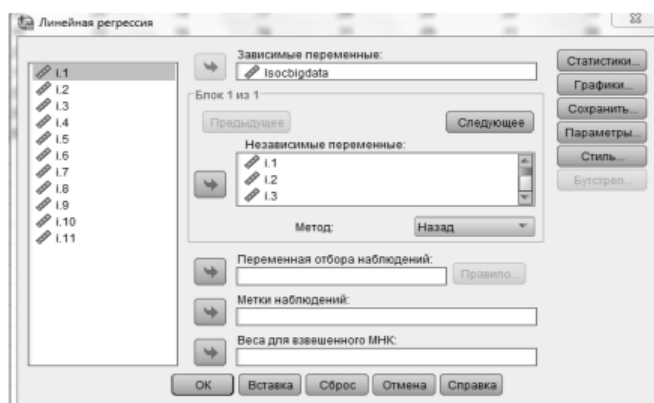 Линейная регрессия
i.1
i.2
i.3
i.4
i.5
i.6
i.7
i.8
i.9
i.10
i.11
Зависимые переменные:
Isocbigdata
Блок 1 из 1
Предыдущее
Следующее
Независимые переменные:
i.1
i.2
i.3
Метод:
Назад
Переменная отбора наблюдений:
Правило...
Метки наблюдений:
Веса для взвешенного МНК:
Статистики...
Графики...
Сохранить...
Параметры...
Стиль...
Бутстреп...
ОК
Вставка
Сброс
Отмена
Справка